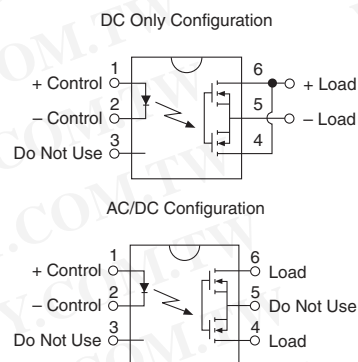 DC Only Configuration
1
+ Control
2
– Control
3
Do Not Use
6
+ Load
5
– Load
4
AC/DC Configuration
1
+ Control
2
– Control
3
Do Not Use
6
Load
5
Do Not Use
4
Load